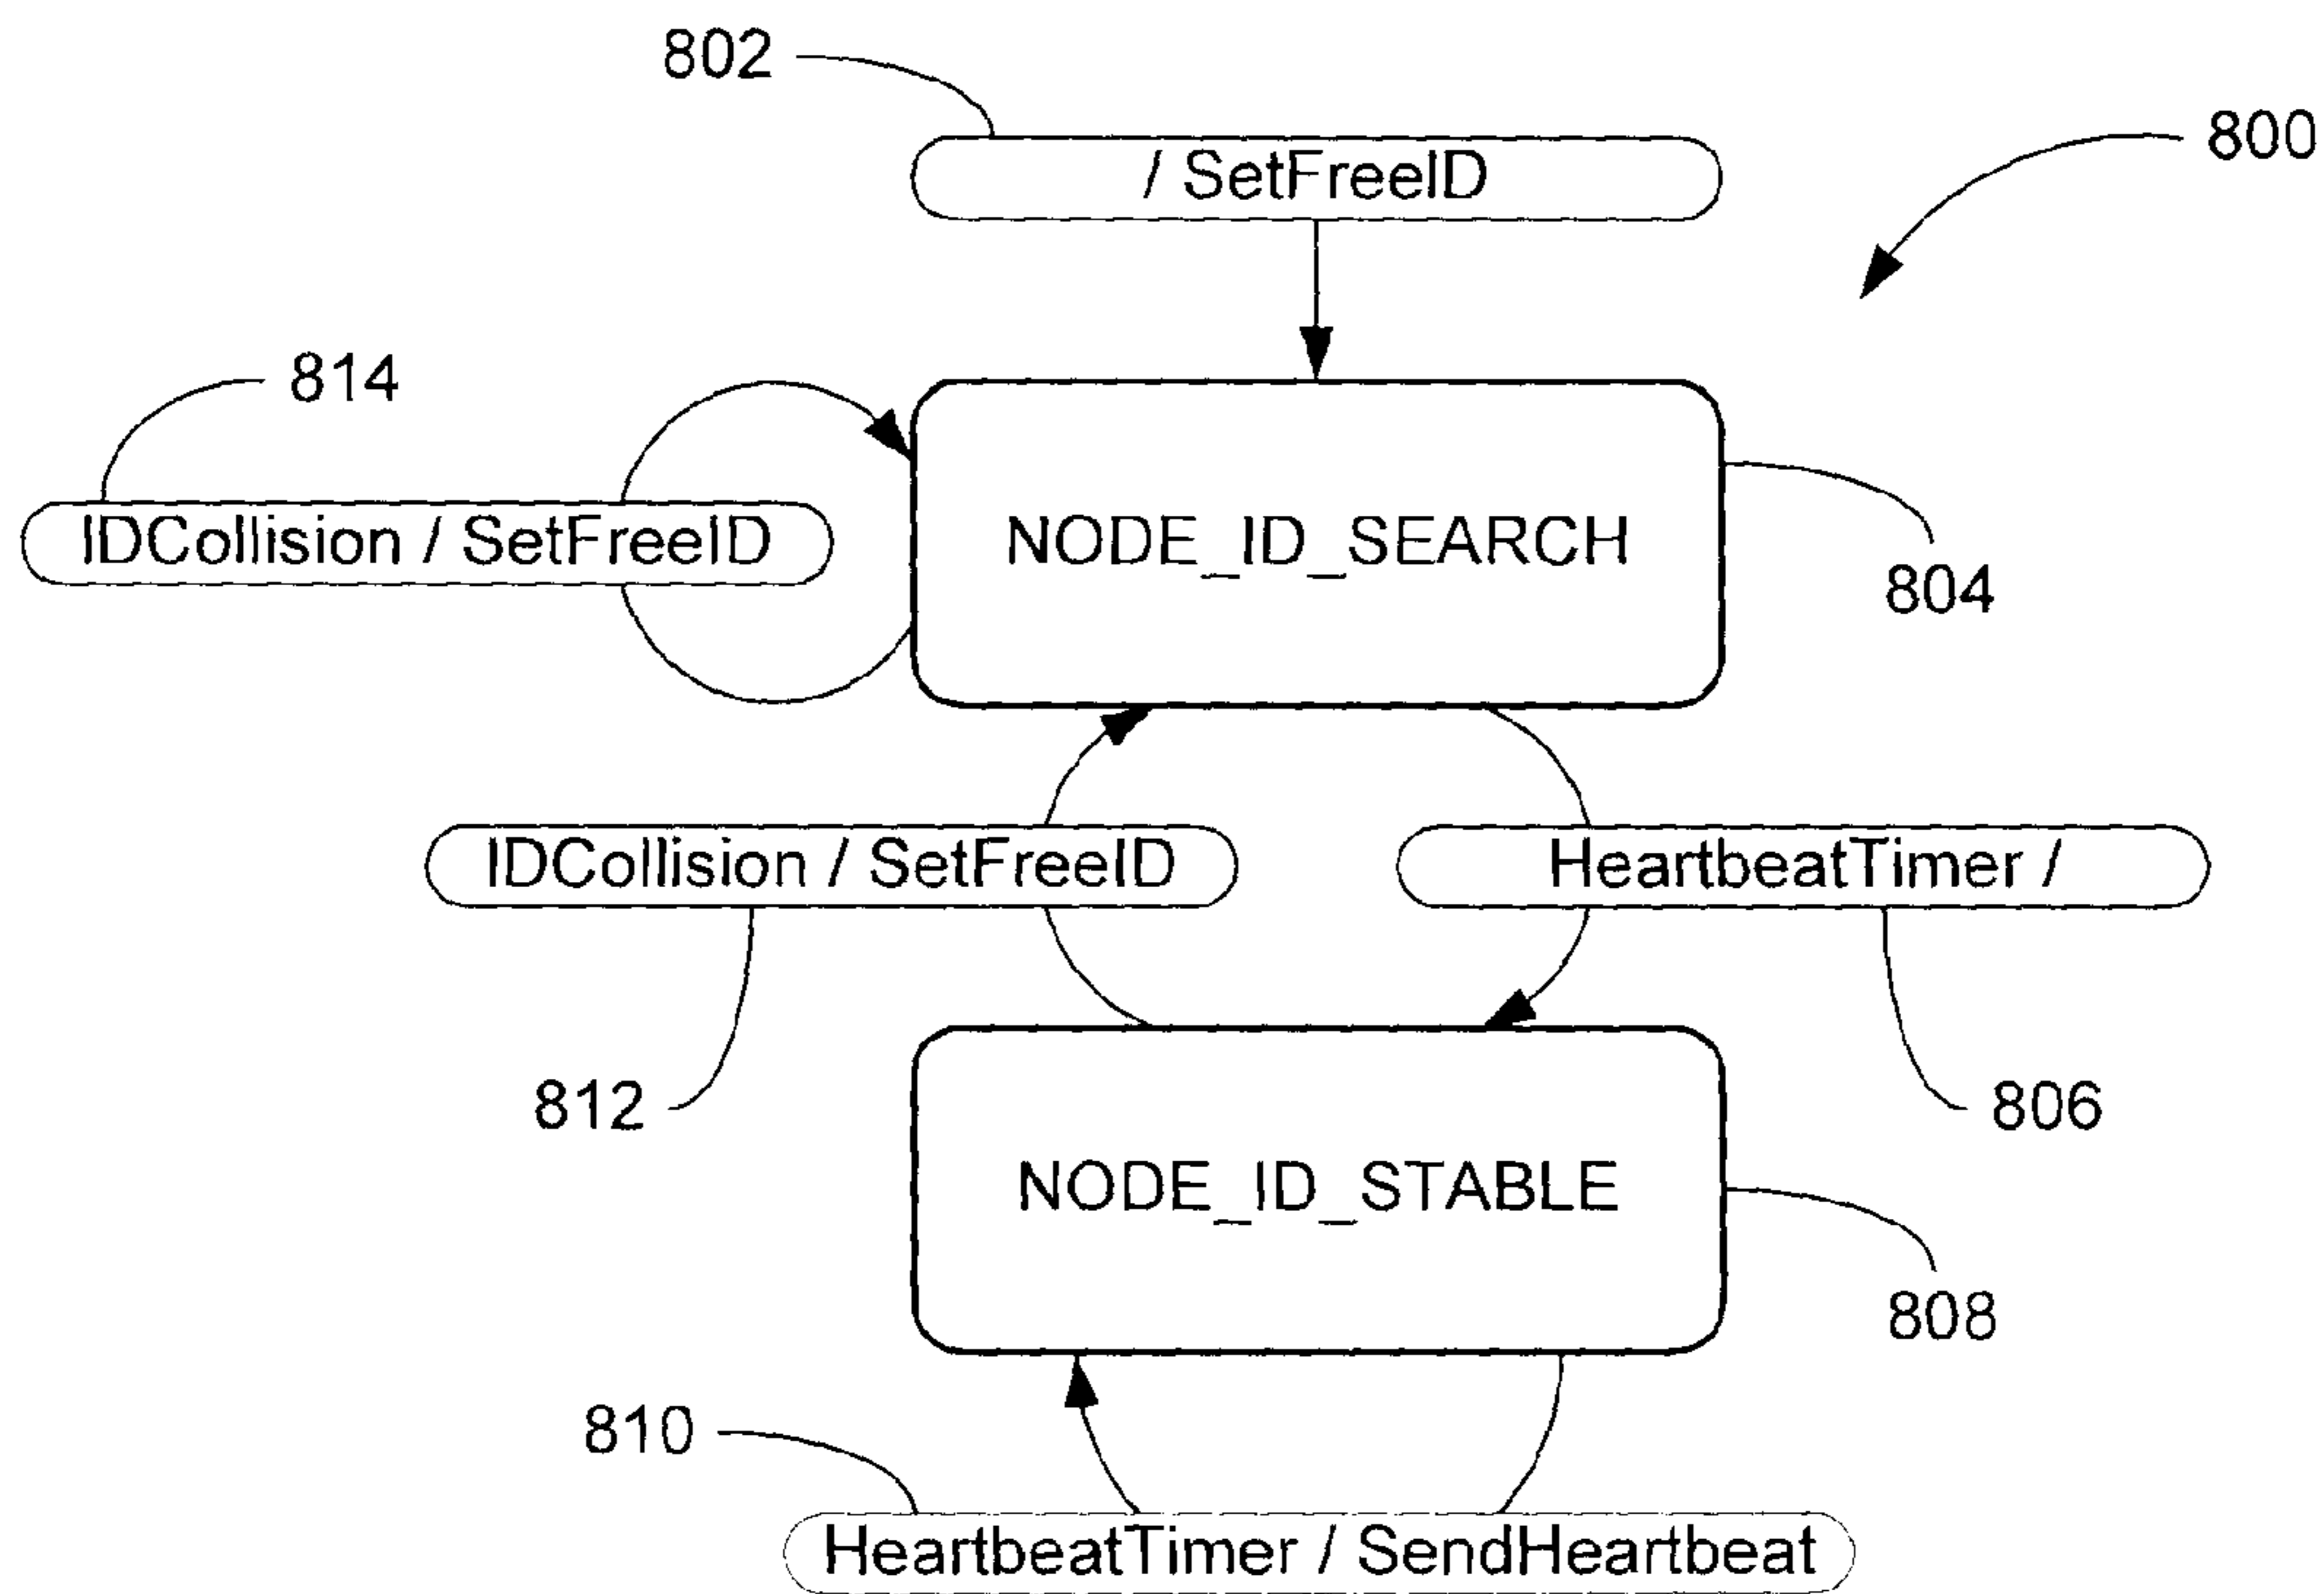 802
800
/ SetFreeID
814
IDCollision / SetFreeID
NODE_ID_SEARCH
804
IDCollision / SetFreeID
HeartbeatTimer /
812
806
NODE_ID_STABLE
808
810
HeartbeatTimer / SendHeartbeat